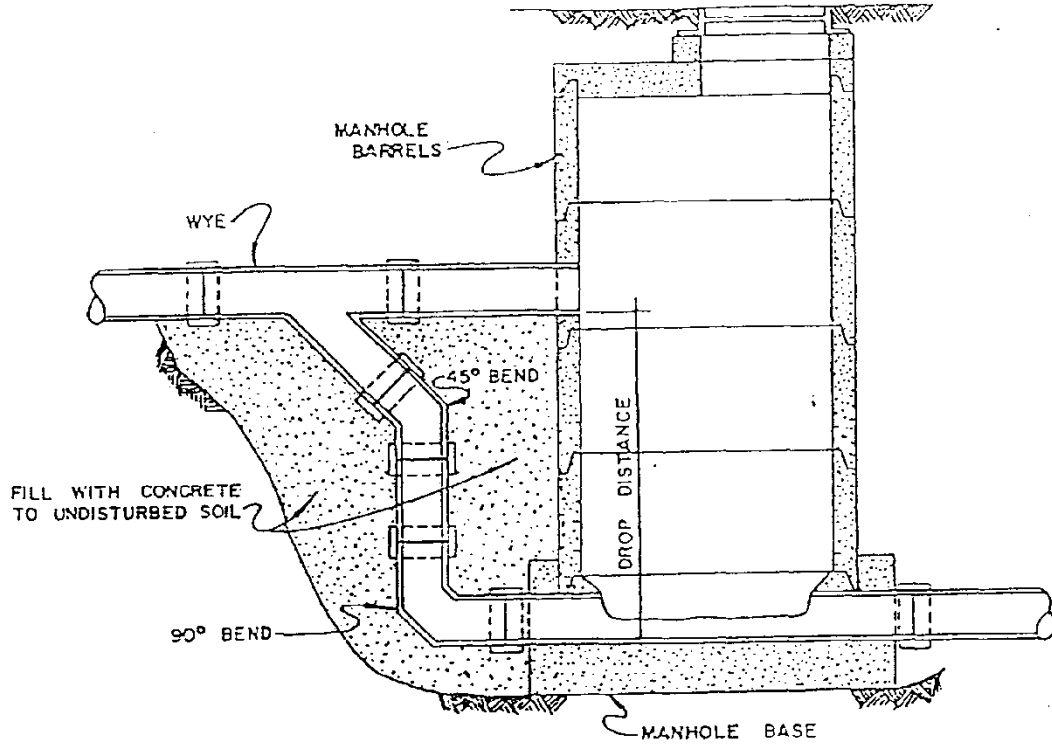 MANHOLE
BARRELS
WYE
45° BEND
DROP DISTANCE
FILL WITH CONCRETE
TO UNDISTURBED SOIL
90° BEND
MANHOLE BASE